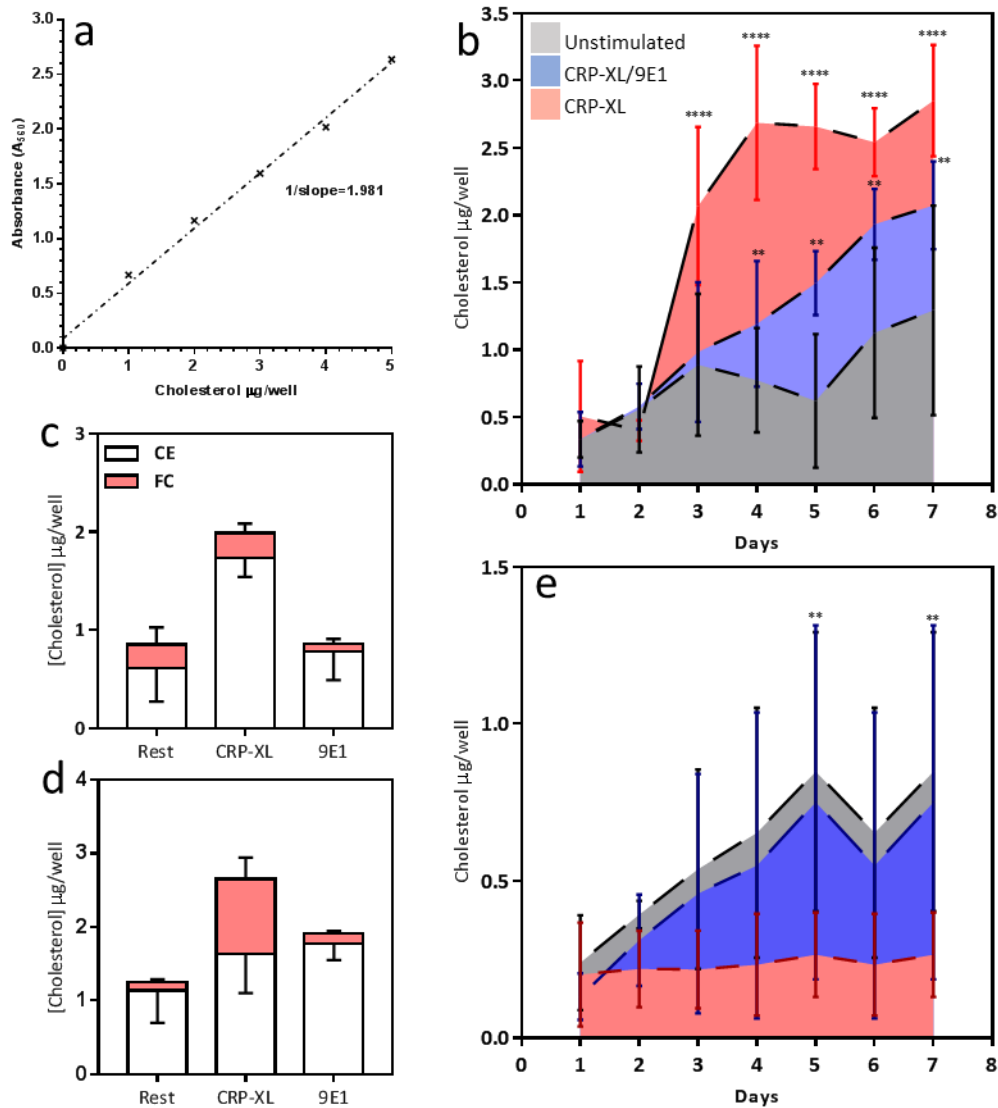 a
3.0
2.5
2.0
1.5
1.0
0.5
0.0
Absorbance (A560)
1/slope=1.981
0 1 2 3 4 5
Cholesterol µg/well
b
3.5
3.0
2.5
2.0
1.5
1.0
0.5
0.0
Cholesterol µg/well
Unstimulated
CRP-XL/9E1
CRP-XL
**** **** **** **** ****
** ** ** **
0 1 2 3 4 5 6 7 8
Days
c
3
2
1
0
[Cholesterol] µg/well
CE
FC
Rest CRP-XL 9E1
d
4
3
2
1
0
[Cholesterol] µg/well
Rest CRP-XL 9E1
e
1.5
1.0
0.5
0.0
Cholesterol µg/well
** **
0 1 2 3 4 5 6 7 8
Days